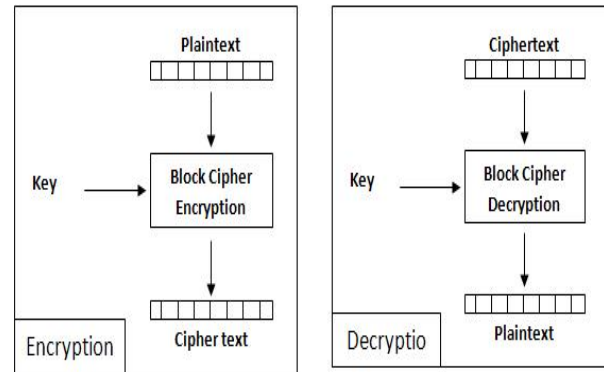 Plaintext
Key
Block Cipher
Encryption
Cipher text
Encryption
Ciphertext
Key
Block Cipher
Decryption
Plaintext
Decryptio